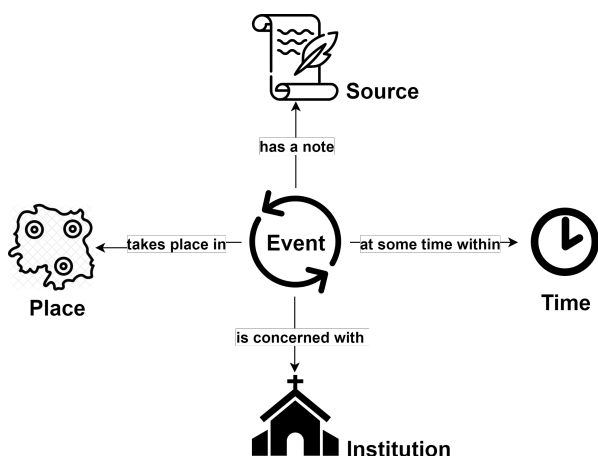 Source
has a note
takes place in
Event
at some time within
Place
Time
is concerned with
Institution